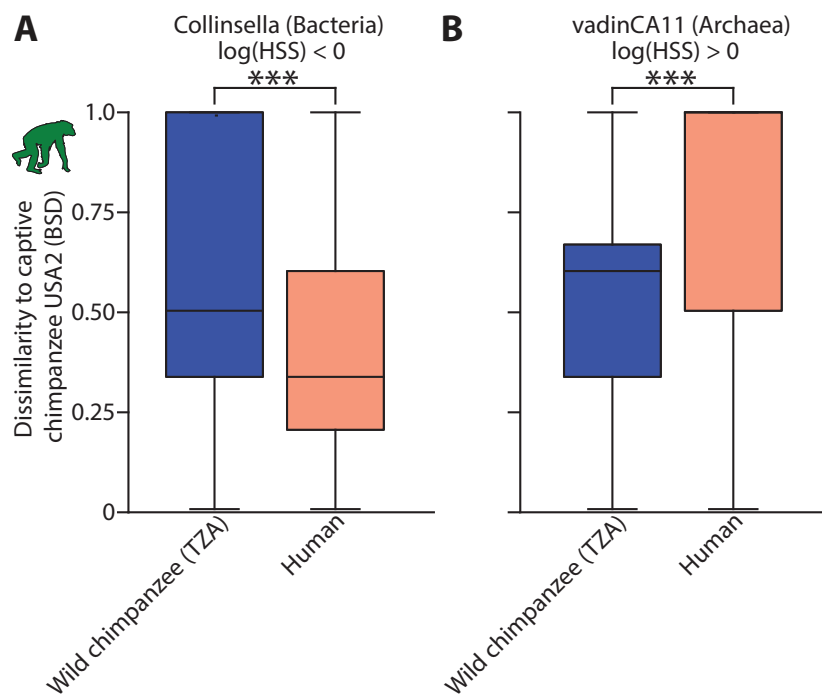 A
Collinsella (Bacteria)
log(HSS) < 0
***
B
vadinCA11 (Archaea)
log(HSS) > 0
***
Dissimilarity to captive
chimpanzee USA2 (BSD)
1.0
0.75
0.50
0.25
0
Wild chimpanzee (TZA)
Human
Wild chimpanzee (TZA)
Human